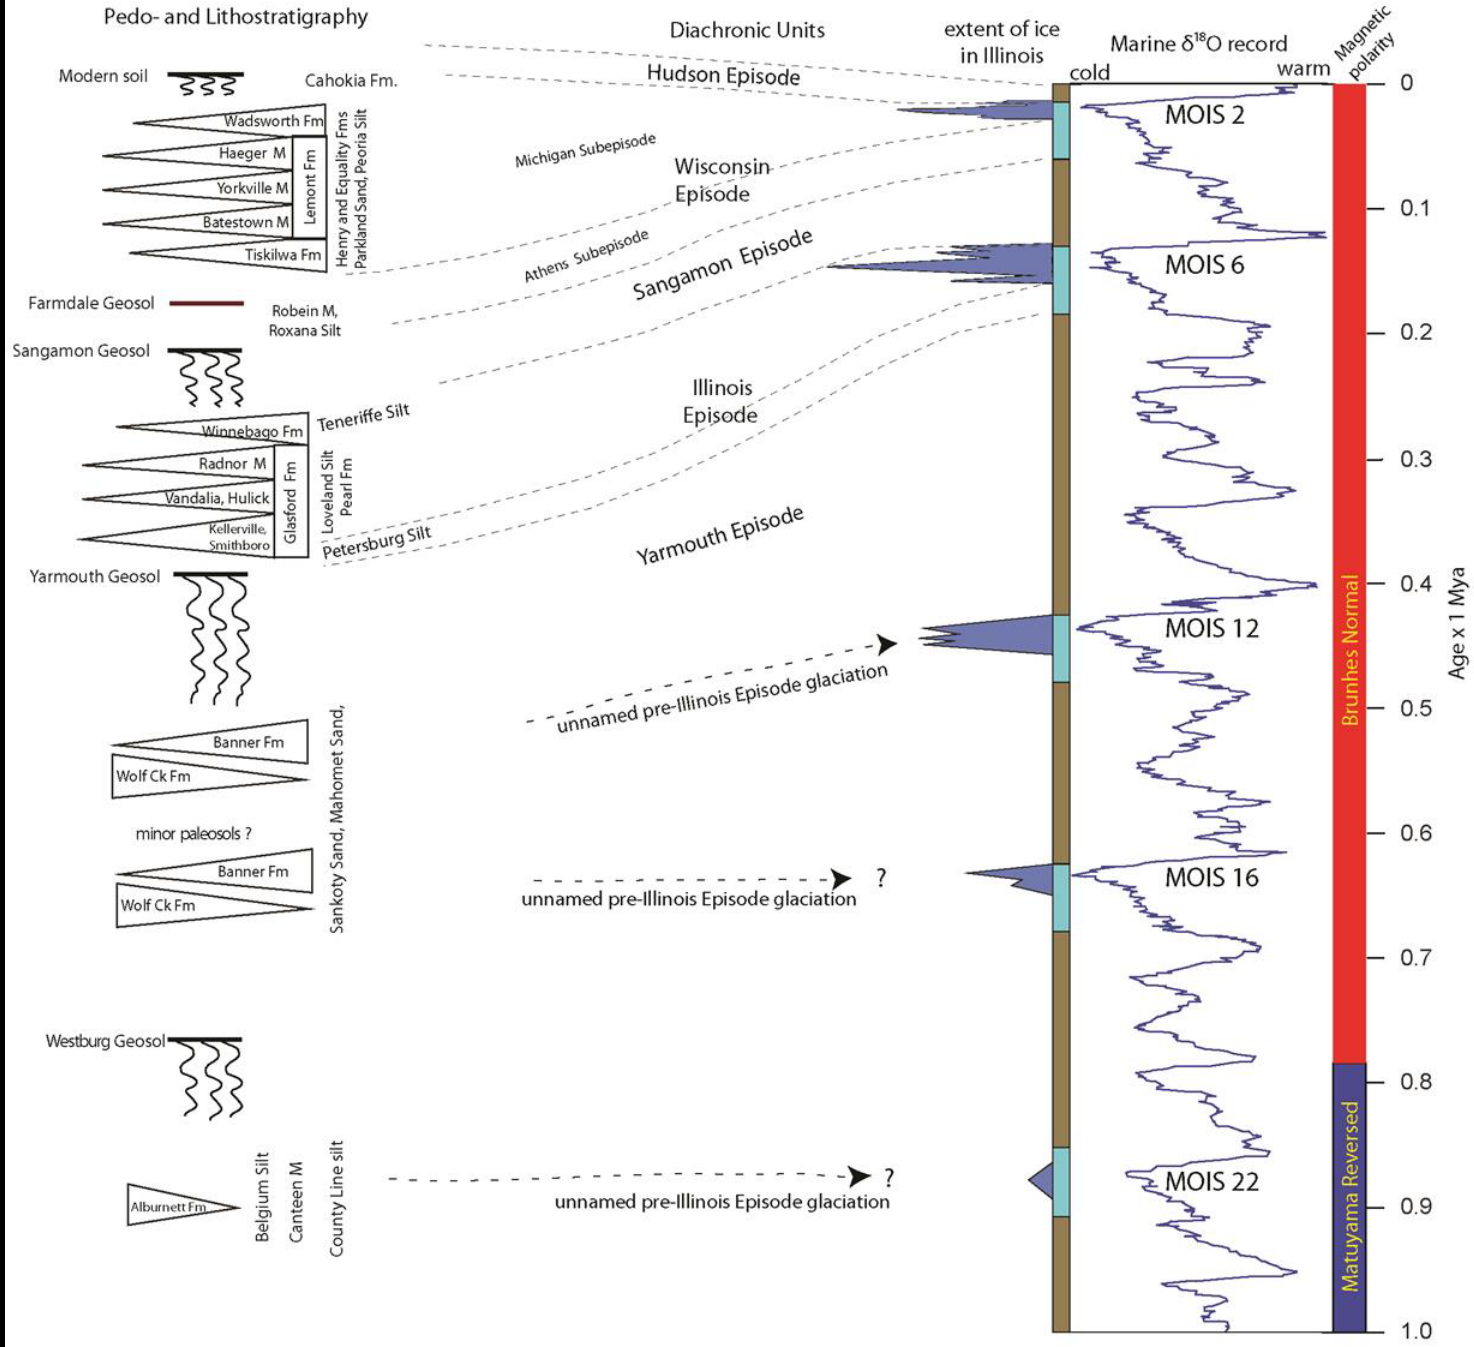 Pedo- and Lithostratigraphy
Diachronic Units
extent of ice
in Illinois
Marine δ¹⁸O record
Magnetic
polarity
cold
warm
Modern soil
Cahokia Fm.
Wadsworth Fm
Haeger M
Yorkville M
Batestown M
Lemont Fm
Tiskilwa Fm
Henry and Equality Fms
Parkland Sand, Peoria Silt
Farmdale Geosol
Robein M,
Roxana Silt
Sangamon Geosol
Winnebago Fm
Teneriffe Silt
Radnor M
Vandalia, Hulick
Kellerville,
Smithboro
Glasford Fm
Loveland Silt
Pearl Fm
Petersburg Silt
Yarmouth Geosol
Banner Fm
Wolf Ck Fm
minor paleosols ?
Banner Fm
Wolf Ck Fm
Sankoty Sand, Mahomet Sand,
Westburg Geosol
Alburnett Fm
Belgium Silt
Canteen M
County Line silt
Hudson Episode
Michigan Subepisode
Wisconsin
Episode
Athens Subepisode
Sangamon Episode
Illinois
Episode
Yarmouth Episode
unnamed pre-Illinois Episode glaciation
?
unnamed pre-Illinois Episode glaciation
?
unnamed pre-Illinois Episode glaciation
MOIS 2
MOIS 6
MOIS 12
MOIS 16
MOIS 22
Brunhes Normal
Matuyama Reversed
0
0.1
0.2
0.3
0.4
0.5
0.6
0.7
0.8
0.9
1.0
Age x 1 Mya